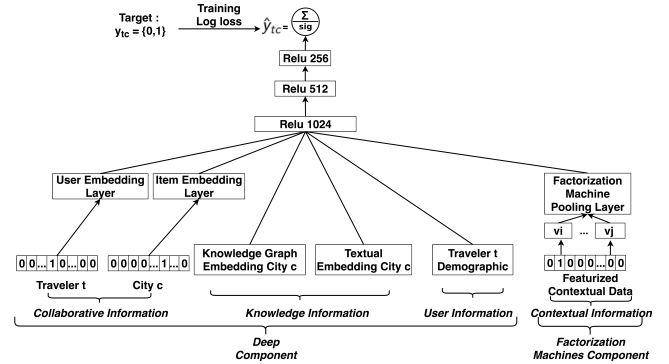 Target :
y_tc = {0,1}
Training
Log loss
ŷ_tc =
Σ
sig
Relu 256
Relu 512
Relu 1024
User Embedding
Layer
Item Embedding
Layer
Factorization
Machine
Pooling Layer
vi ... vj
Knowledge Graph
Embedding City c
Textual
Embedding City c
Traveler t
Demographic
0 0 ... 1 0 ... 0 0
0 0 0 0 ... 1 ... 0
0 1 0 0 0 ... 0 0
Traveler t
City c
Featurized
Contextual Data
Collaborative Information
Knowledge Information
User Information
Contextual Information
Deep
Component
Factorization
Machines Component